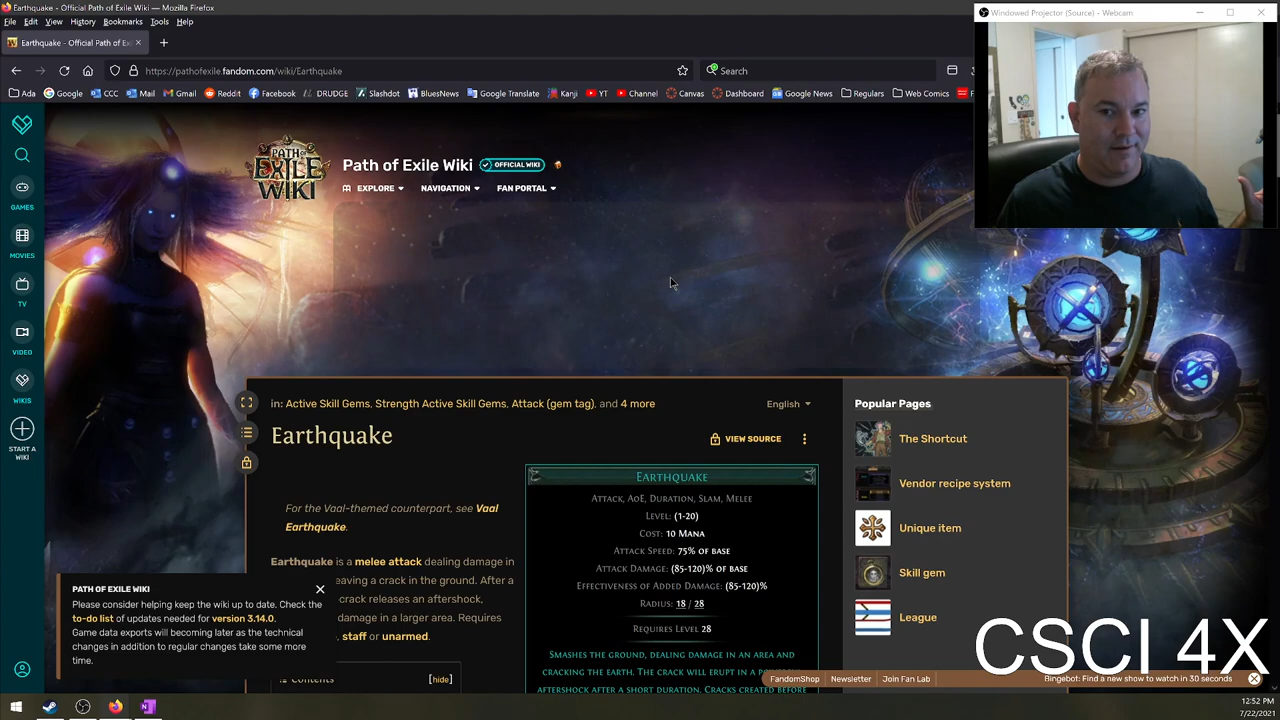 Earthquake - Official Path of Exile Wiki — Mozilla Firefox
File Edit View History Bookmarks Tools Help
Windowed Projector (Source) - Webcam
Earthquake - Official Path of Ex
https://pathofexile.fandom.com/wiki/Earthquake
Search
Ada Google CCC Mail Gmail Reddit Facebook DRUDGE Slashdot BluesNews Google Translate Kanji YT Channel Canvas Dashboard Google News Regulars Web Comics
PATH OF EXILE WIKI
Path of Exile Wiki OFFICIAL WIKI
EXPLORE NAVIGATION FAN PORTAL
GAMES
MOVIES
TV
VIDEO
WIKIS
START A WIKI
in: Active Skill Gems, Strength Active Skill Gems, Attack (gem tag), and 4 more
English
Earthquake
VIEW SOURCE
For the Vaal-themed counterpart, see Vaal
Earthquake.
Earthquake is a melee attack dealing damage in
eaving a crack in the ground. After a
crack releases an aftershock,
damage in a larger area. Requires
staff or unarmed.
Contents [hide]
EARTHQUAKE
ATTACK, AOE, DURATION, SLAM, MELEE
LEVEL: (1-20)
COST: 10 MANA
ATTACK SPEED: 75% OF BASE
ATTACK DAMAGE: (85-120)% OF BASE
EFFECTIVENESS OF ADDED DAMAGE: (85-120)%
RADIUS: 18 / 28
REQUIRES LEVEL 28
SMASHES THE GROUND, DEALING DAMAGE IN AN AREA AND
CRACKING THE EARTH. THE CRACK WILL ERUPT IN A POWERFUL
AFTERSHOCK AFTER A SHORT DURATION. CRACKS CREATED BEFORE
Popular Pages
The Shortcut
Vendor recipe system
Unique item
Skill gem
League
PATH OF EXILE WIKI
Please consider helping keep the wiki up to date. Check the
to-do list of updates needed for version 3.14.0.
Game data exports will becoming later as the technical
changes in addition to regular changes take some more
time.
CSCI 4X
FandomShop Newsletter Join Fan Lab
Bingebot: Find a new show to watch in 30 seconds
12:52 PM
7/22/2021